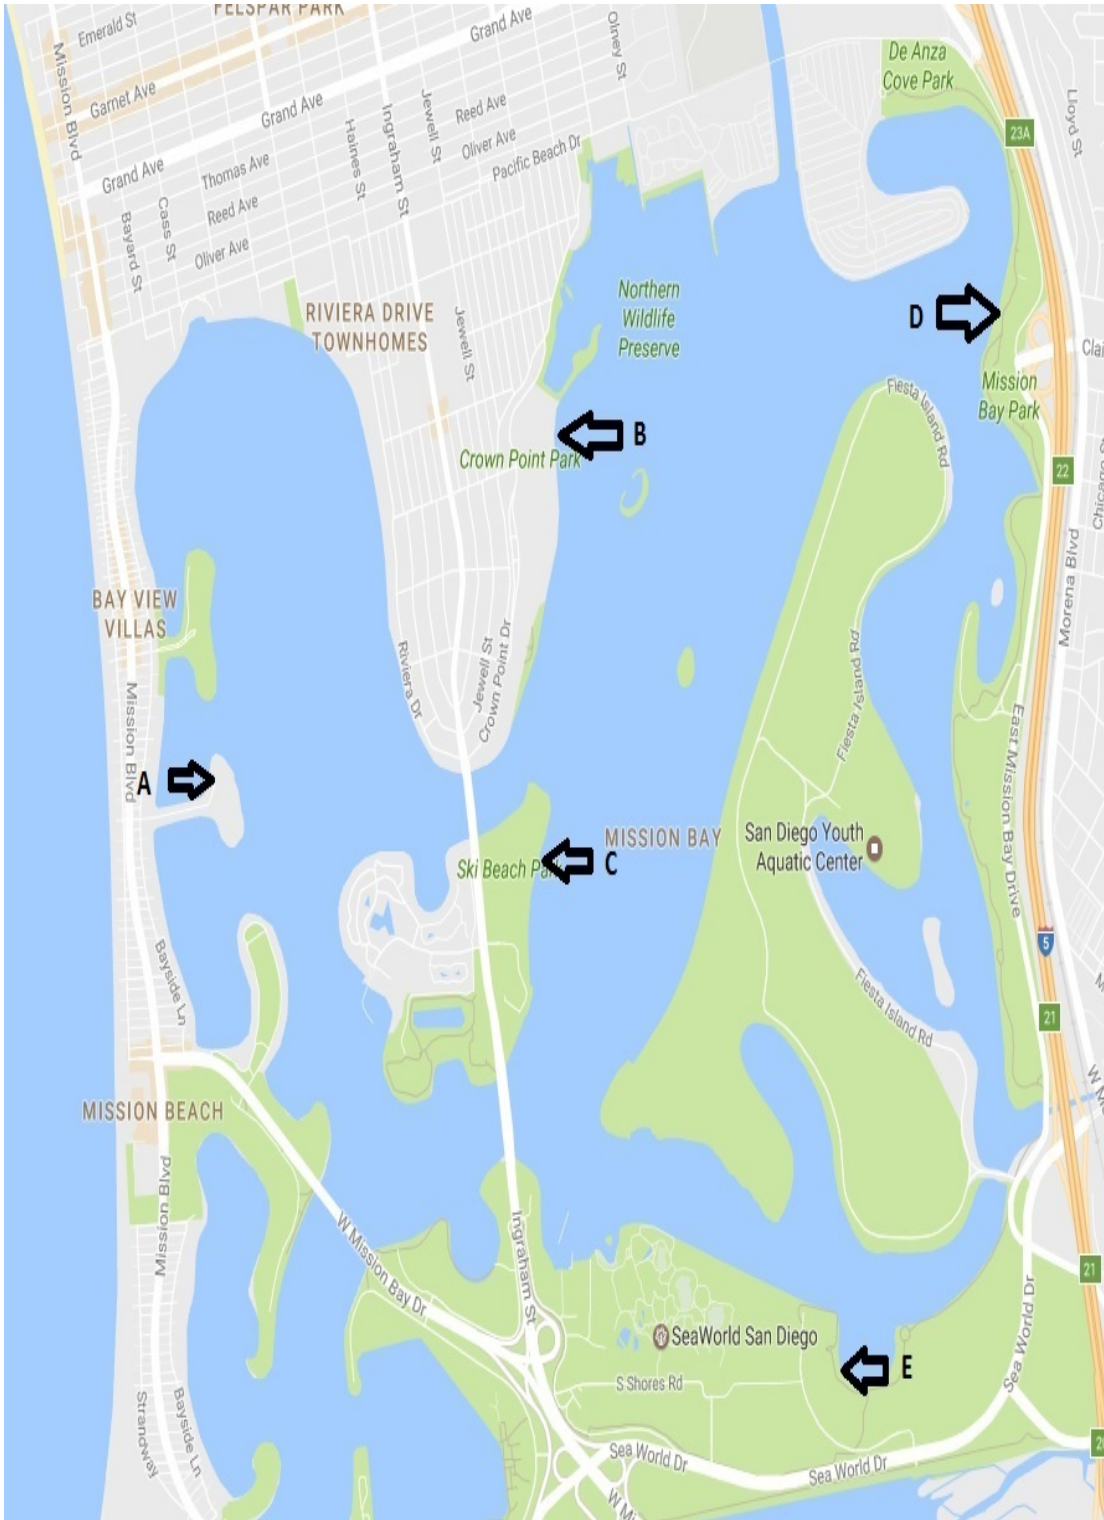 FELSPAR PARK
Emerald St
Grand Ave
Olney St
De Anza
Cove Park
Mission Blvd
Garnet Ave
Grand Ave
Ingraham St
Jewell St
Reed Ave
Lloyd St
23A
Haines St
Oliver Ave
Pacific Beach Dr
Grand Ave
Thomas Ave
Cass St
Reed Ave
Bayard St
Oliver Ave
Northern
Wildlife
Preserve
RIVIERA DRIVE
TOWNHOMES
Jewell St
D
Clai
Mission
Bay Park
Fiesta Island Rd
B
Crown Point Park
22
Chicago St
BAY VIEW
VILLAS
Morena Blvd
Riviera Dr
Jewell St
Crown Point Dr
Fiesta Island Rd
Mission Blvd
A
East Mission Bay Drive
MISSION BAY
San Diego Youth
Aquatic Center
Ski Beach Park
C
5
Bayside Ln
Fiesta Island Rd
21
MISSION BEACH
Mission Blvd
W Mission Bay Dr
Ingraham St
21
SeaWorld San Diego
Sea World Dr
E
S Shores Rd
Strandway
Bayside Ln
Sea World Dr
Sea World Dr
W Mi